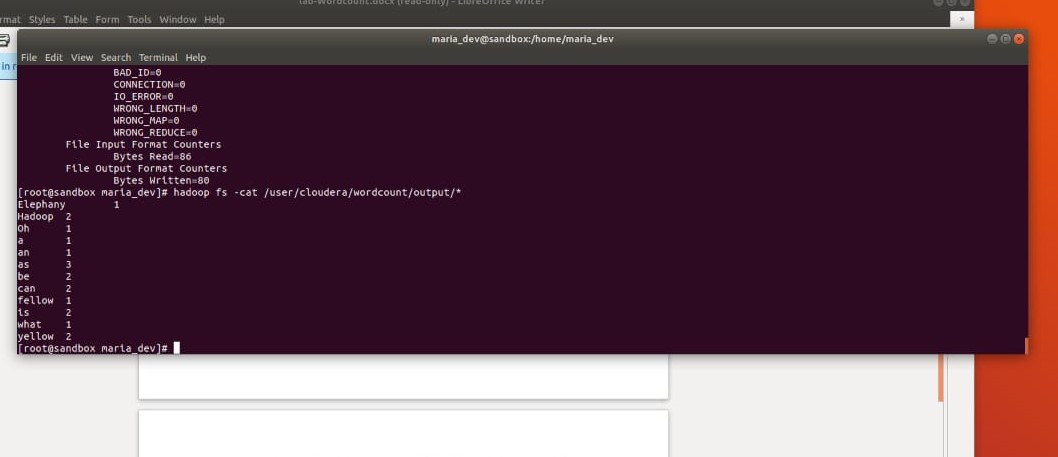 lab-Wordcount.docx (read-only) - LibreOffice Writer
rmat Styles Table Form Tools Window Help
maria_dev@sandbox:/home/maria_dev
File Edit View Search Terminal Help
in r
BAD_ID=0
CONNECTION=0
IO_ERROR=0
WRONG_LENGTH=0
WRONG_MAP=0
WRONG_REDUCE=0
File Input Format Counters
Bytes Read=86
File Output Format Counters
Bytes Written=80
[root@sandbox maria_dev]# hadoop fs -cat /user/cloudera/wordcount/output/*
Elephany 1
Hadoop 2
Oh 1
a 1
an 1
as 3
be 2
can 2
fellow 1
is 2
what 1
yellow 2
[root@sandbox maria_dev]#